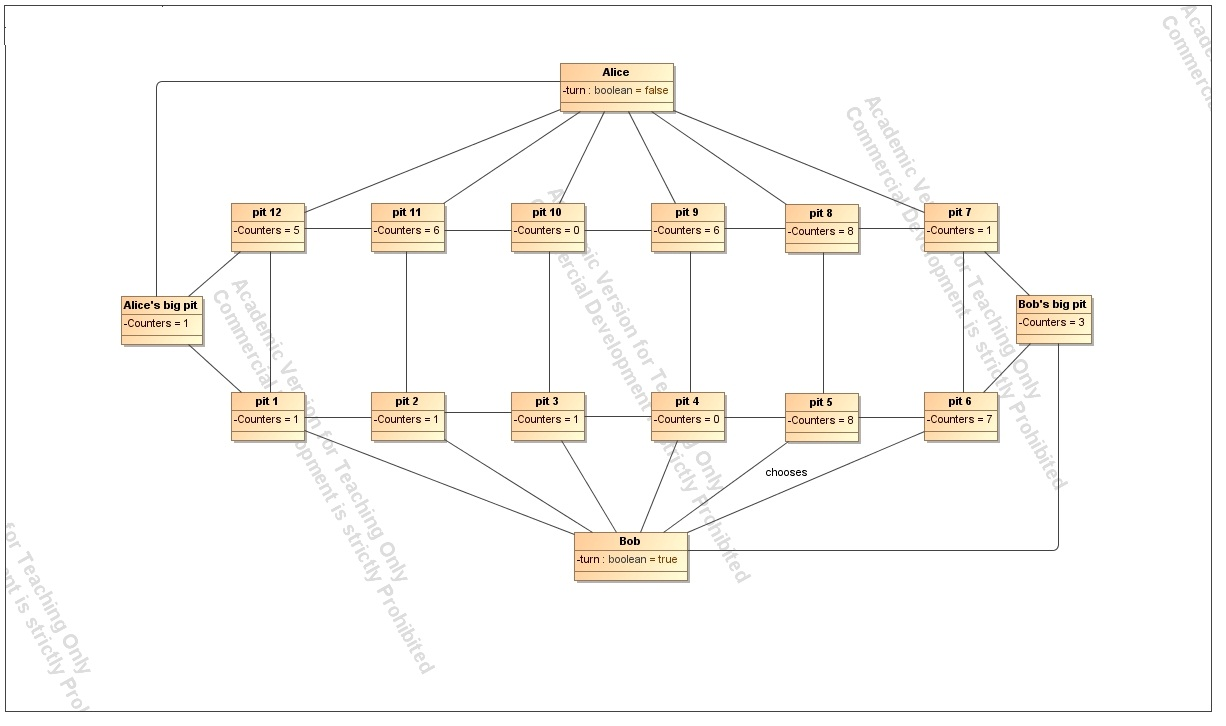 Alice
-turn : boolean = false
pit 12
-Counters = 5
pit 11
-Counters = 6
pit 10
-Counters = 0
pit 9
-Counters = 6
pit 8
-Counters = 8
pit 7
-Counters = 1
Alice's big pit
-Counters = 1
Bob's big pit
-Counters = 3
pit 1
-Counters = 1
pit 2
-Counters = 1
pit 3
-Counters = 1
pit 4
-Counters = 0
pit 5
-Counters = 8
pit 6
-Counters = 7
chooses
Bob
-turn : boolean = true
Academic Version for Teaching Only
Commercial Development is strictly Prohibited